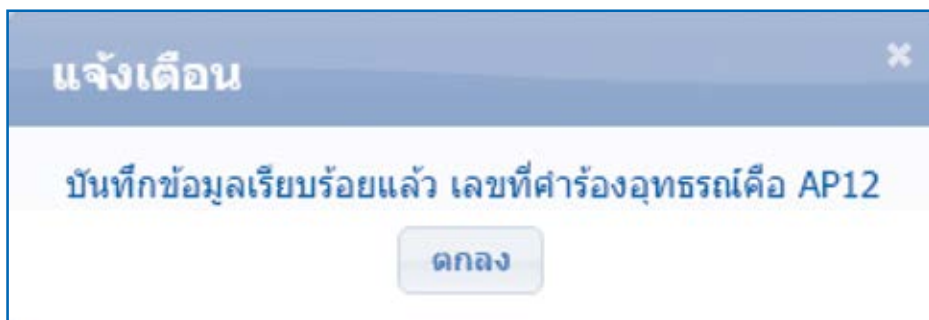 แจ้งเตือน
บันทึกข้อมูลเรียบร้อยแล้ว เลขที่คำร้องอุทธรณ์คือ AP12
ตกลง